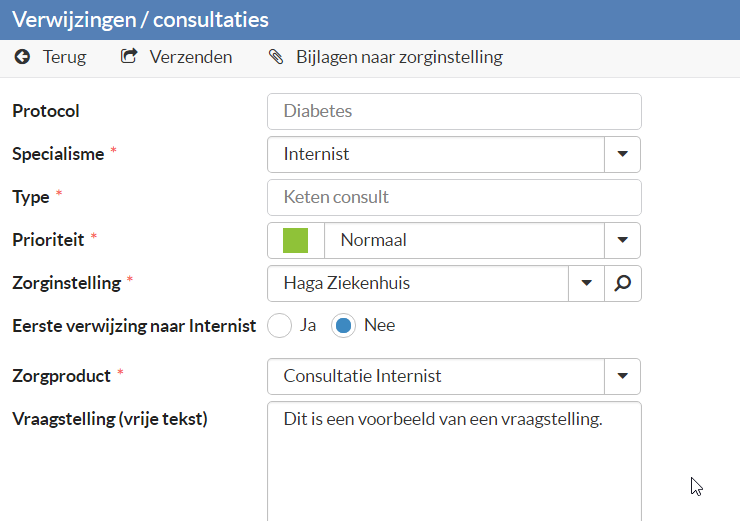 Verwijzingen / consultaties
Terug Verzenden Bijlagen naar zorginstelling
Protocol Diabetes
Specialisme * Internist
Type * Keten consult
Prioriteit * Normaal
Zorginstelling * Haga Ziekenhuis
Eerste verwijzing naar Internist Ja Nee
Zorgproduct * Consultatie Internist
Vraagstelling (vrije tekst) Dit is een voorbeeld van een vraagstelling.